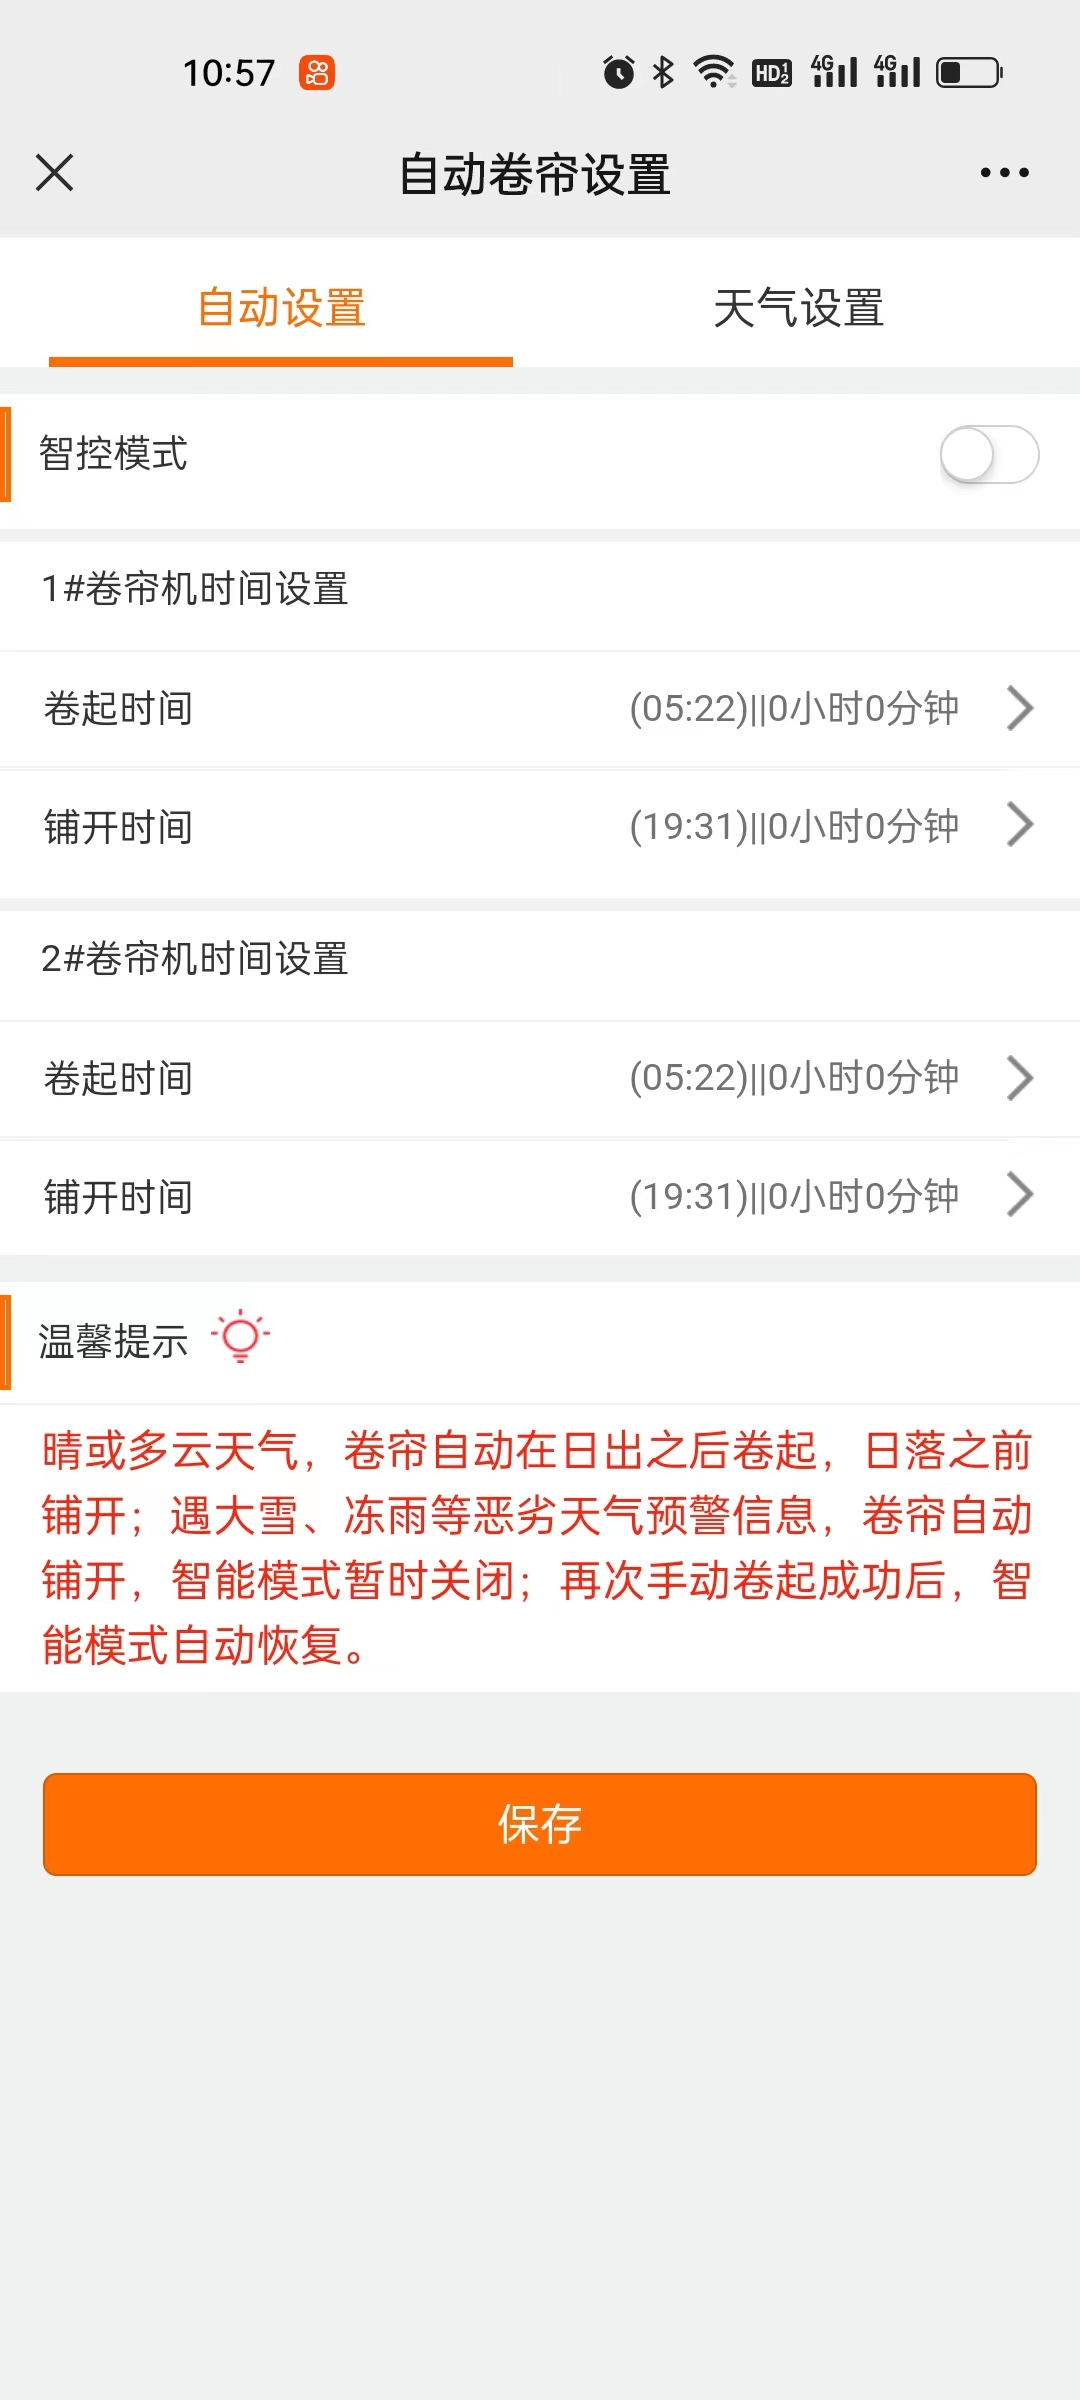 10:57
HD 1 2 4G 4G
自动卷帘设置
自动设置 天气设置
智控模式
1#卷帘机时间设置
卷起时间 (05:22)||0小时0分钟
铺开时间 (19:31)||0小时0分钟
2#卷帘机时间设置
卷起时间 (05:22)||0小时0分钟
铺开时间 (19:31)||0小时0分钟
温馨提示
晴或多云天气，卷帘自动在日出之后卷起，日落之前
铺开；遇大雪、冻雨等恶劣天气预警信息，卷帘自动
铺开，智能模式暂时关闭；再次手动卷起成功后，智
能模式自动恢复。
保存